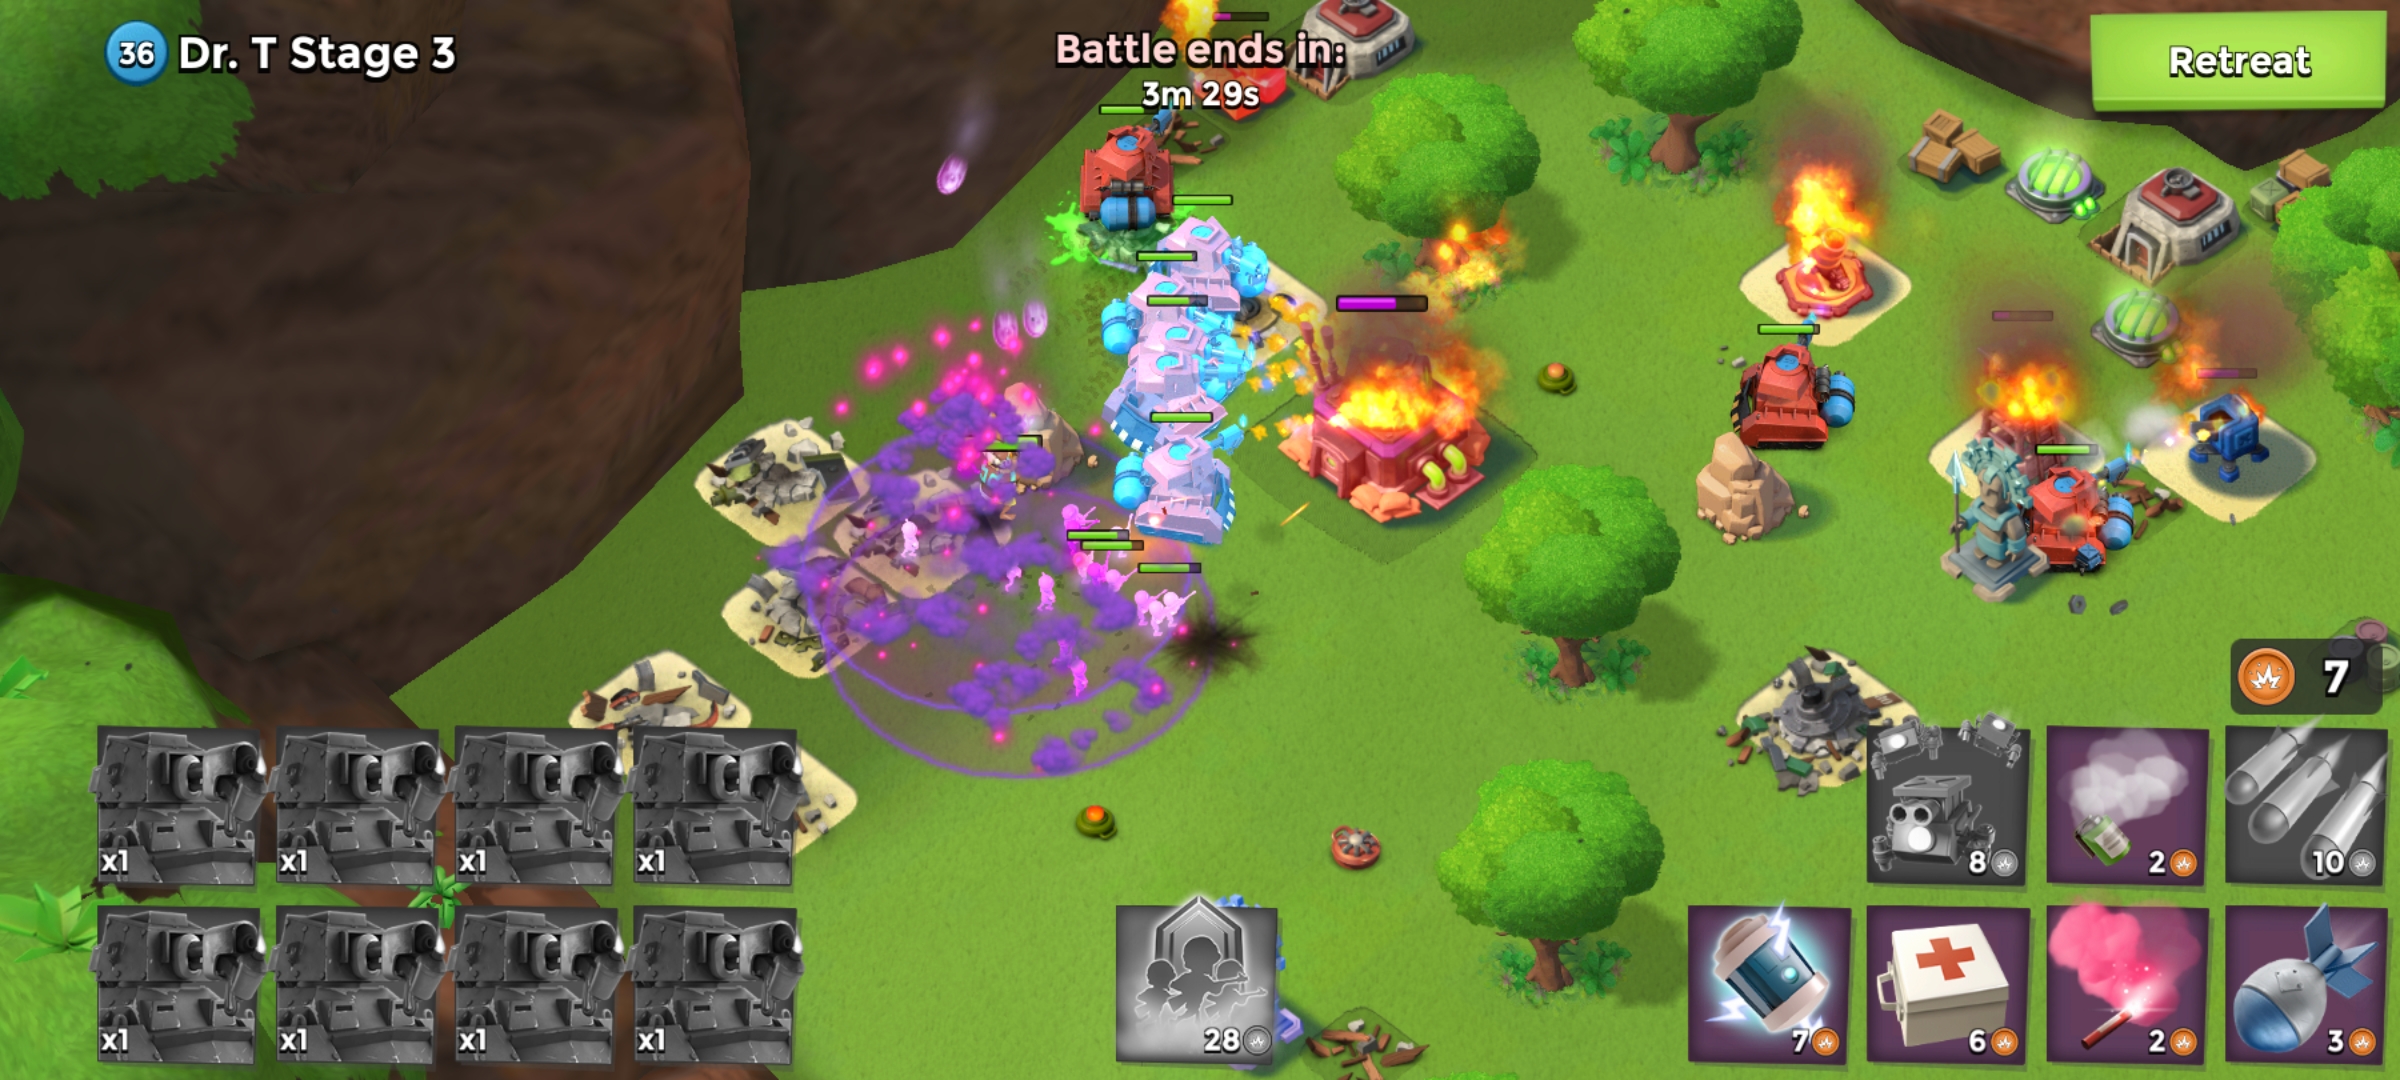 36 Dr. T Stage 3
Battle ends in:
3m 29s
Retreat
7
x1 x1 x1 x1
8 2 10
x1 x1 x1 x1
28
7 6 2 3